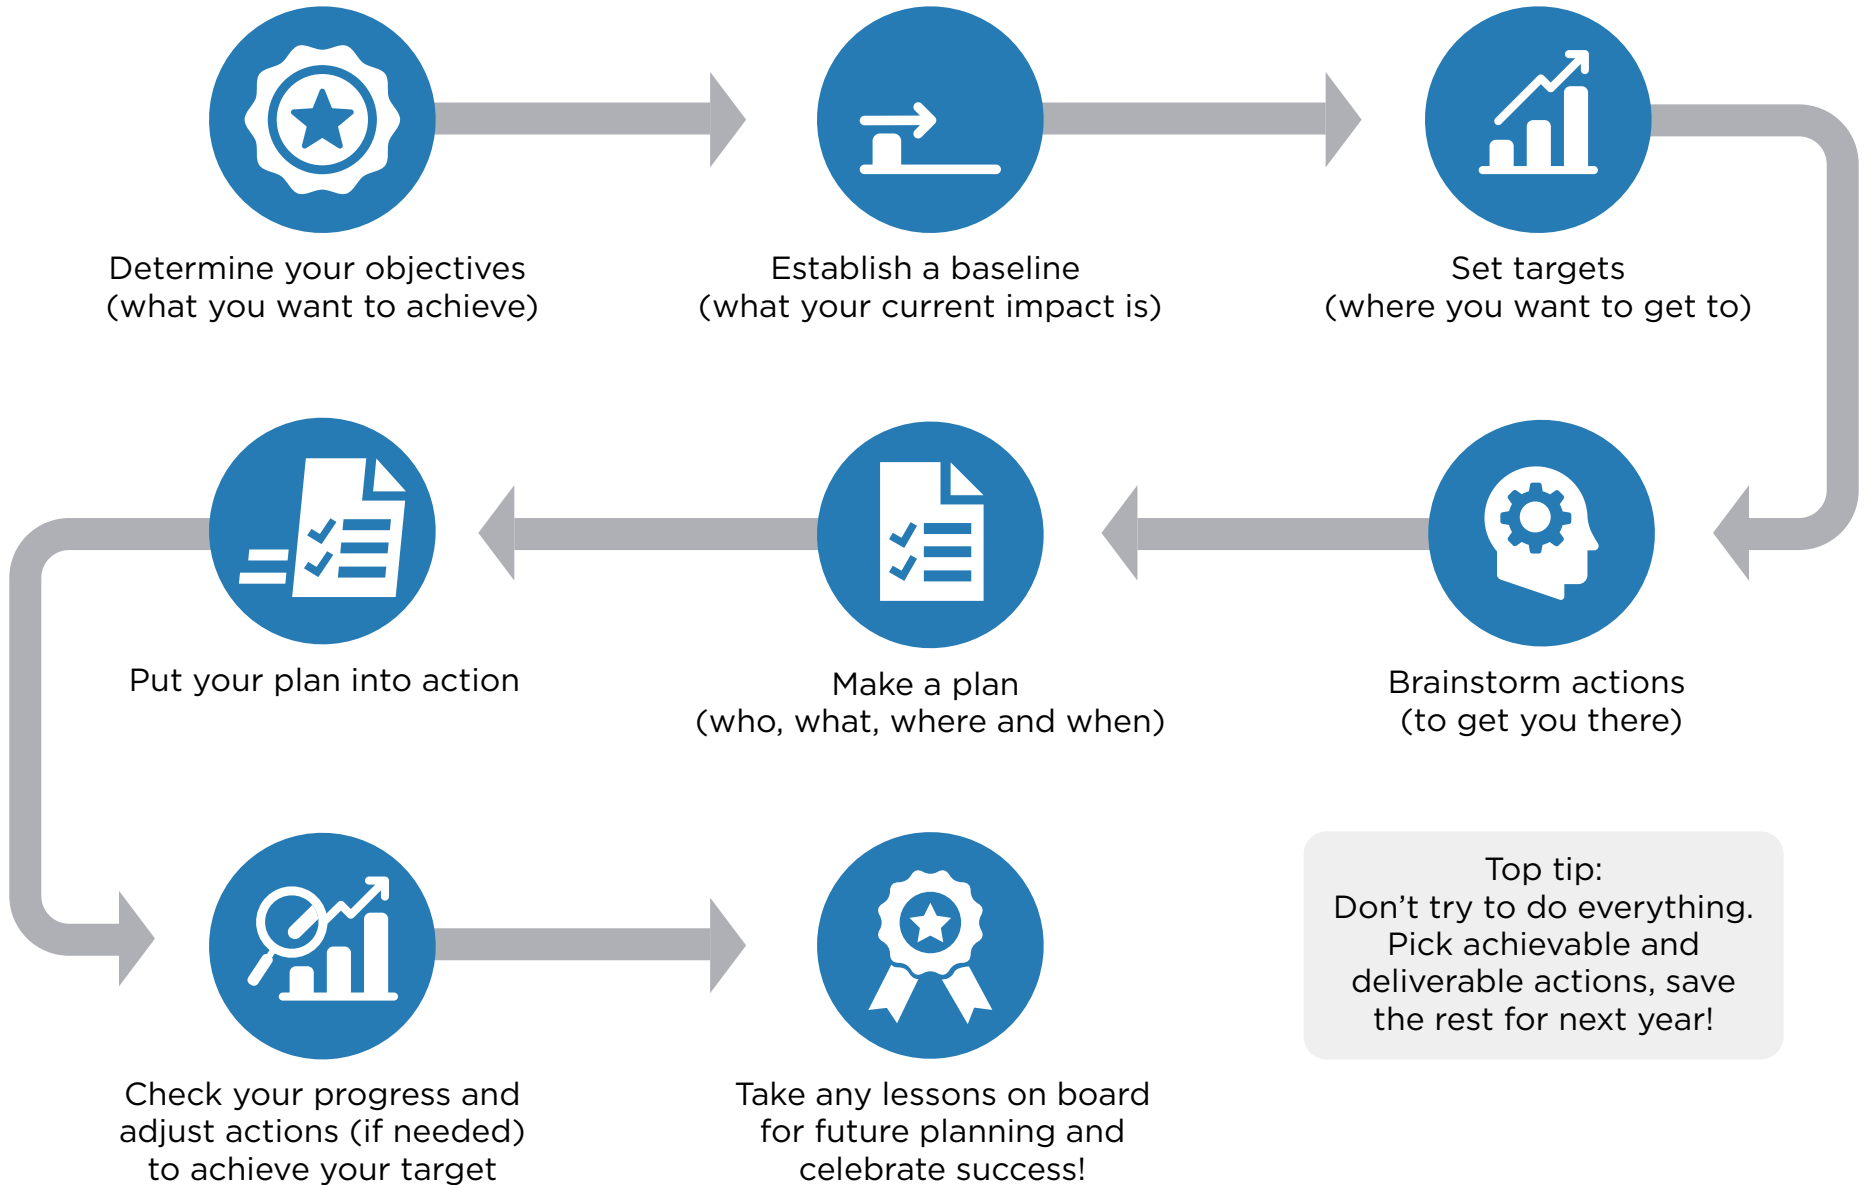 Determine your objectives
(what you want to achieve)
Establish a baseline
(what your current impact is)
Set targets
(where you want to get to)
Brainstorm actions
(to get you there)
Make a plan
(who, what, where and when)
Put your plan into action
Check your progress and
adjust actions (if needed)
to achieve your target
Take any lessons on board
for future planning and
celebrate success!
Top tip:
Don’t try to do everything.
Pick achievable and
deliverable actions, save
the rest for next year!